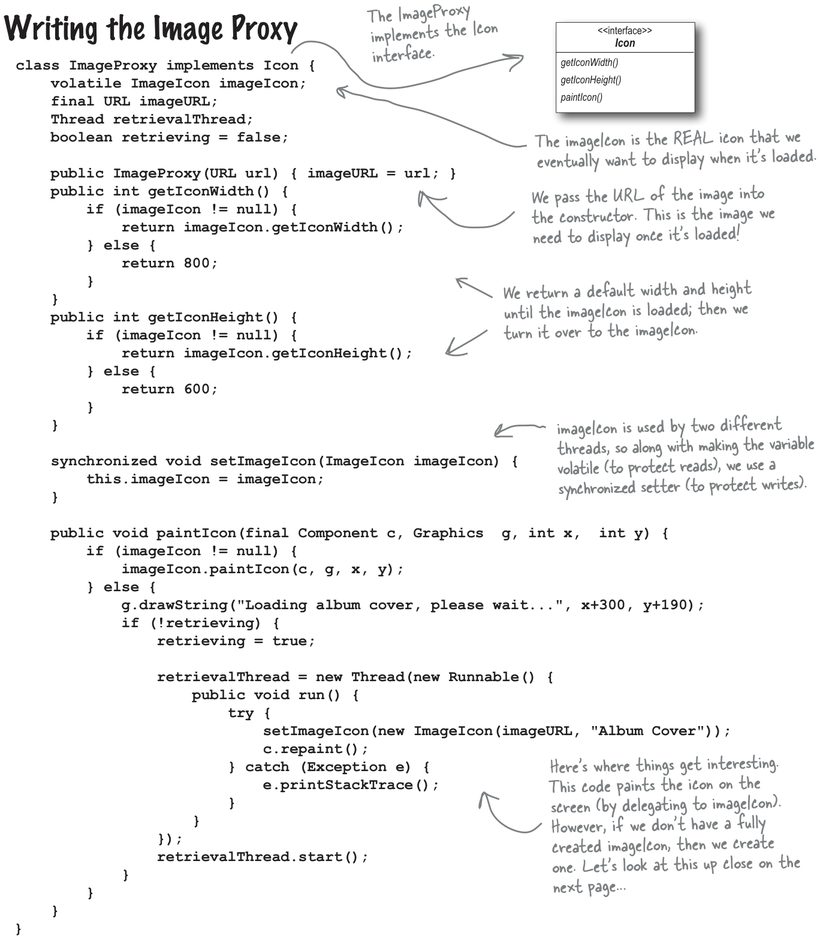 Writing the Image Proxy
The ImageProxy
implements the Icon
interface.
<<interface>>
Icon
getIconWidth()
getIconHeight()
paintIcon()
class ImageProxy implements Icon {
    volatile ImageIcon imageIcon;
    final URL imageURL;
    Thread retrievalThread;
    boolean retrieving = false;
The imageIcon is the REAL icon that we
eventually want to display when it's loaded.
    public ImageProxy(URL url) { imageURL = url; }
    public int getIconWidth() {
        if (imageIcon != null) {
            return imageIcon.getIconWidth();
        } else {
            return 800;
        }
    }
We pass the URL of the image into
the constructor. This is the image we
need to display once it's loaded!
    public int getIconHeight() {
        if (imageIcon != null) {
            return imageIcon.getIconHeight();
        } else {
            return 600;
        }
    }
We return a default width and height
until the imageIcon is loaded; then we
turn it over to the imageIcon.
    synchronized void setImageIcon(ImageIcon imageIcon) {
        this.imageIcon = imageIcon;
    }
imageIcon is used by two different
threads, so along with making the variable
volatile (to protect reads), we use a
synchronized setter (to protect writes).
    public void paintIcon(final Component c, Graphics  g, int x,  int y) {
        if (imageIcon != null) {
            imageIcon.paintIcon(c, g, x, y);
        } else {
            g.drawString("Loading album cover, please wait...", x+300, y+190);
            if (!retrieving) {
                retrieving = true;
                retrievalThread = new Thread(new Runnable() {
                    public void run() {
                        try {
                            setImageIcon(new ImageIcon(imageURL, "Album Cover"));
                            c.repaint();
                        } catch (Exception e) {
                            e.printStackTrace();
                        }
                    }
                });
                retrievalThread.start();
            }
        }
    }
}
Here's where things get interesting.
This code paints the icon on the
screen (by delegating to imageIcon).
However, if we don't have a fully
created imageIcon, then we create
one. Let's look at this up close on the
next page...